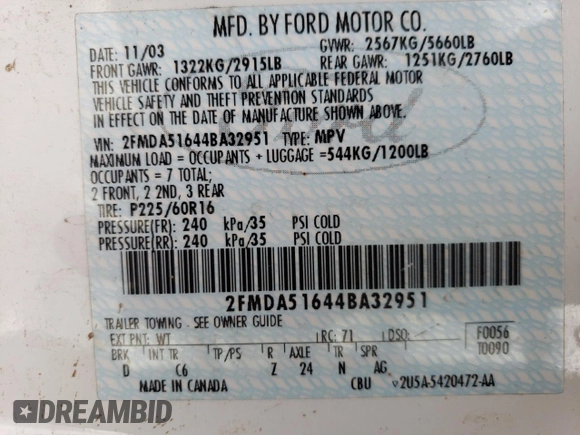 MFD. BY FORD MOTOR CO.
DATE: 11/03 GVWR: 2567KG/5660LB
FRONT GAWR: 1322KG/2915LB REAR GAWR: 1251KG/2760LB
THIS VEHICLE CONFORMS TO ALL APPLICABLE FEDERAL MOTOR
VEHICLE SAFETY AND THEFT PREVENTION STANDARDS
IN EFFECT ON THE DATE OF MANUFACTURE SHOWN ABOVE.
Ford
VIN: 2FMDA51644BA32951 TYPE: MPV
MAXIMUM LOAD = OCCUPANTS + LUGGAGE =544KG/1200LB
OCCUPANTS = 7 TOTAL;
2 FRONT, 2 2ND, 3 REAR
TIRE: P225/60R16
PRESSURE(FR): 240 kPa/35 PSI COLD
PRESSURE(RR): 240 kPa/35 PSI COLD
2FMDA51644BA32951
TRAILER TOWING - SEE OWNER GUIDE
EXT PNT: WT RC: 71 DSO: F0056
BRK INT TR TP/PS R AXLE TR SPR T0090
D C6 Z 24 N AG
MADE IN CANADA CBU v2U5A-5420472-AA
DREAMBID